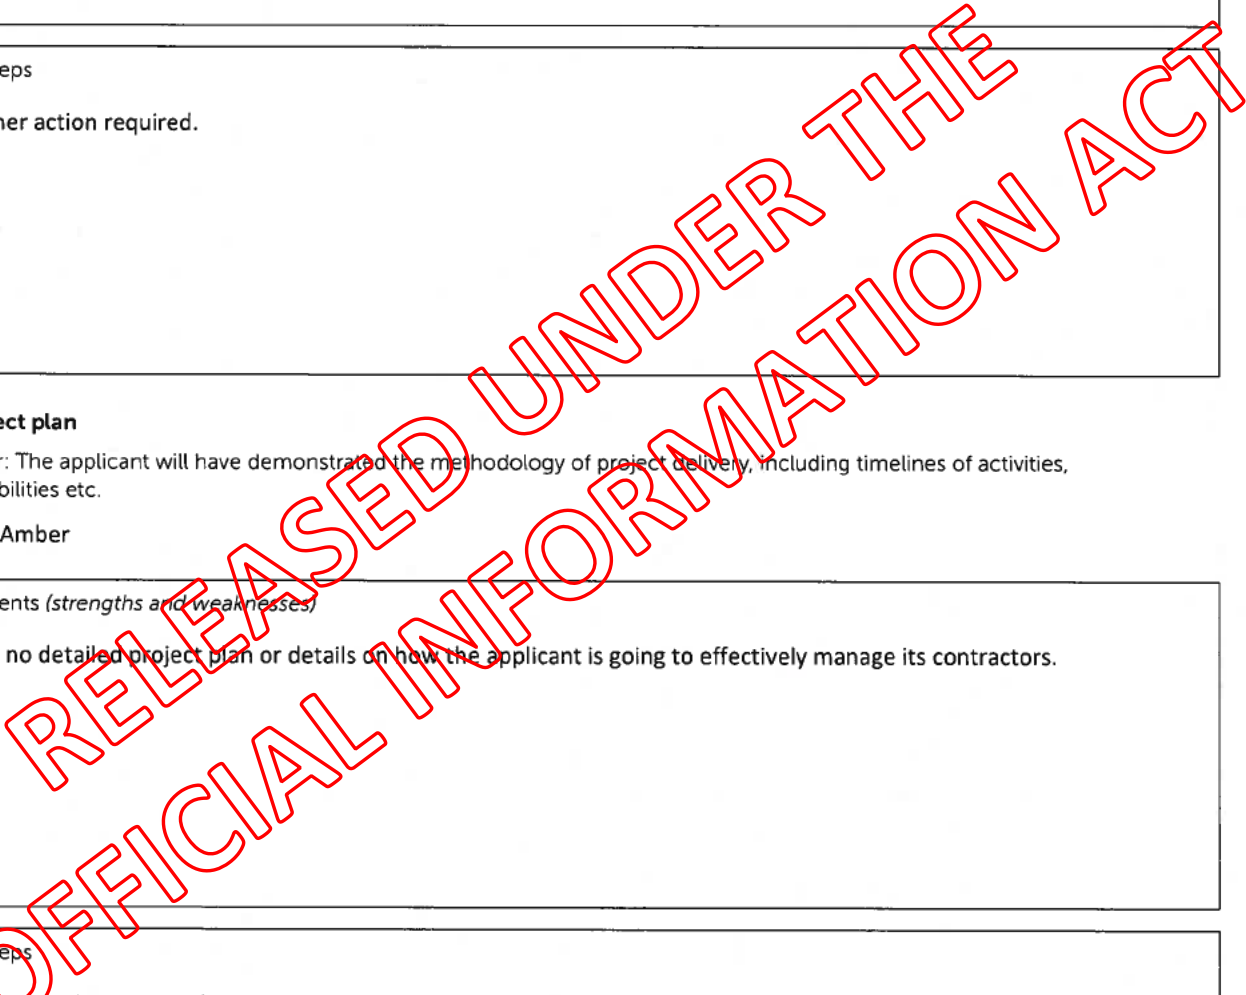 eps
her action required.
ect plan
r: The applicant will have demonstrated the methodology of project delivery, including timelines of activities,
bilities etc.
Amber
ents (strengths and weaknesses)
no detailed project plan or details on how the applicant is going to effectively manage its contractors.
eps
RELEASED UNDER THE
OFFICIAL INFORMATION ACT